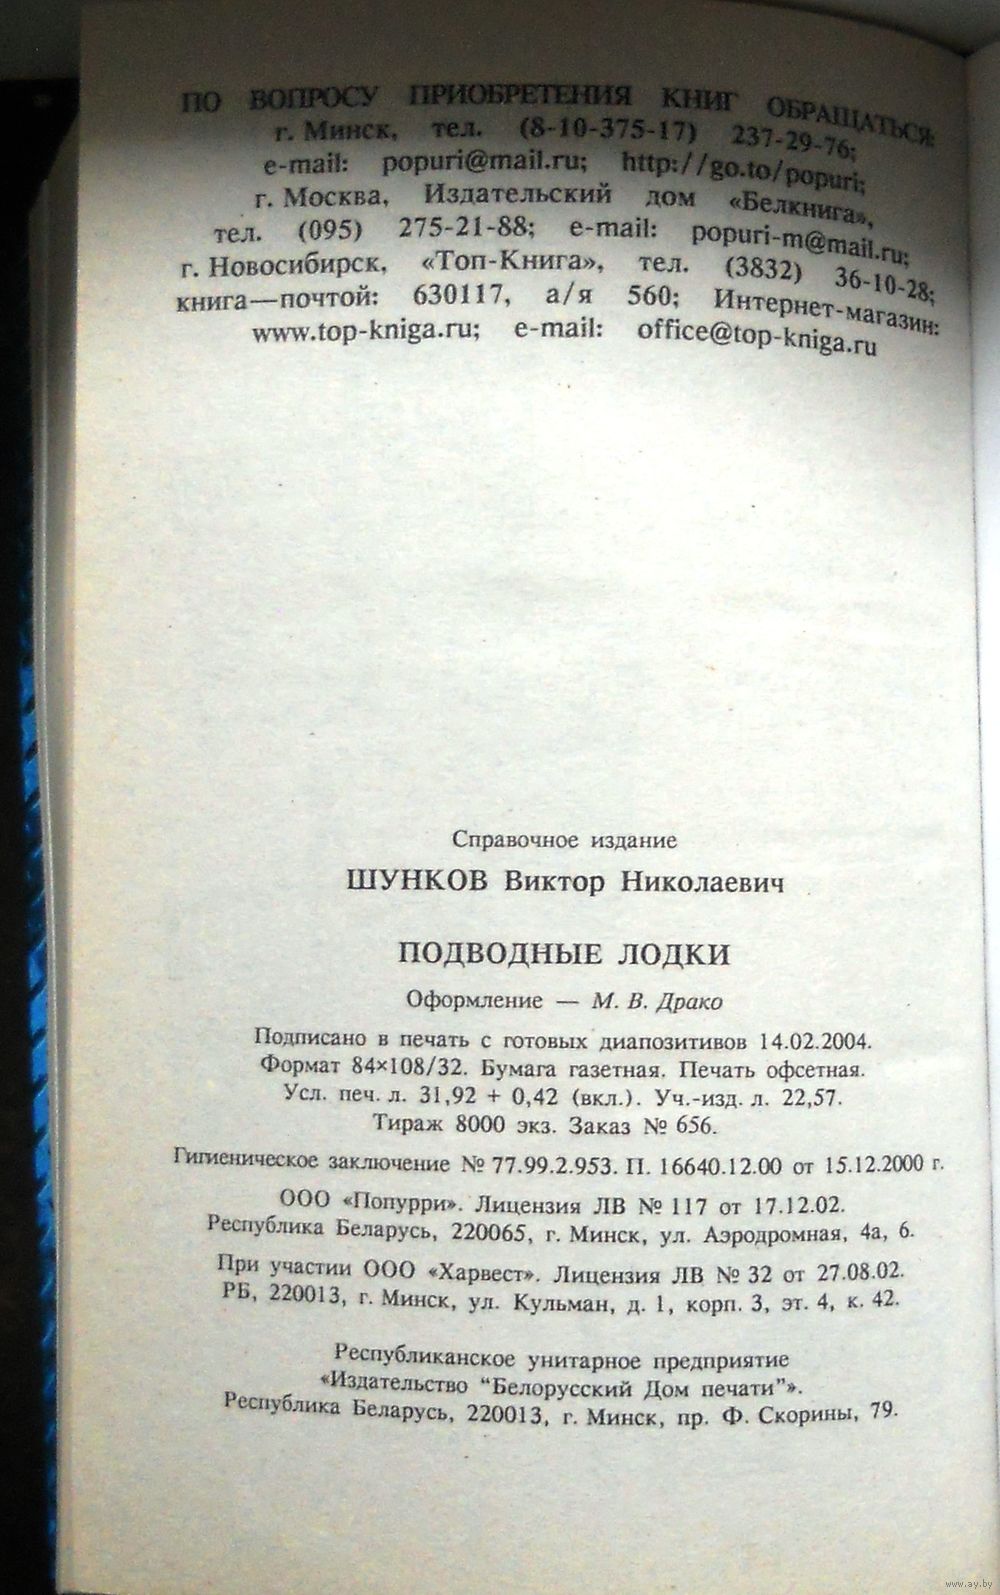 ПО ВОПРОСУ ПРИОБРЕТЕНИЯ КНИГ ОБРАЩАТЬСЯ:
г. Минск, тел. (8-10-375-17) 237-29-76;
e-mail: popuri@mail.ru; http://go.to/popuri;
г. Москва, Издательский дом «Белкнига»,
тел. (095) 275-21-88; e-mail: popuri-m@mail.ru;
г. Новосибирск, «Топ-Книга», тел. (3832) 36-10-28;
книга—почтой: 630117, а/я 560; Интернет-магазин:
www.top-kniga.ru; e-mail: office@top-kniga.ru
Справочное издание
ШУНКОВ Виктор Николаевич
ПОДВОДНЫЕ ЛОДКИ
Оформление — М. В. Драко
Подписано в печать с готовых диапозитивов 14.02.2004.
Формат 84×108/32. Бумага газетная. Печать офсетная.
Усл. печ. л. 31,92 + 0,42 (вкл.). Уч.-изд. л. 22,57.
Тираж 8000 экз. Заказ № 656.
Гигиеническое заключение № 77.99.2.953. П. 16640.12.00 от 15.12.2000 г.
ООО «Попурри». Лицензия ЛВ № 117 от 17.12.02.
Республика Беларусь, 220065, г. Минск, ул. Аэродромная, 4а, 6.
При участии ООО «Харвест». Лицензия ЛВ № 32 от 27.08.02.
РБ, 220013, г. Минск, ул. Кульман, д. 1, корп. 3, эт. 4, к. 42.
Республиканское унитарное предприятие
«Издательство "Белорусский Дом печати"».
Республика Беларусь, 220013, г. Минск, пр. Ф. Скорины, 79.
www.ay.by